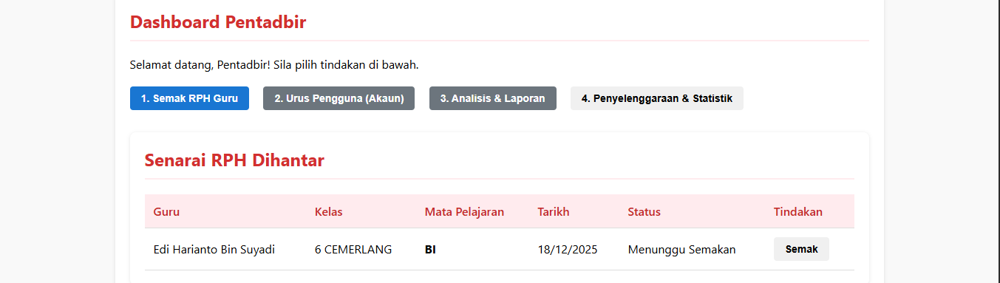 Dashboard Pentadbir
Selamat datang, Pentadbir! Sila pilih tindakan di bawah.
1. Semak RPH Guru 2. Urus Pengguna (Akaun) 3. Analisis & Laporan 4. Penyelenggaraan & Statistik
Senarai RPH Dihantar
Guru Kelas Mata Pelajaran Tarikh Status Tindakan
Edi Harianto Bin Suyadi 6 CEMERLANG BI 18/12/2025 Menunggu Semakan Semak